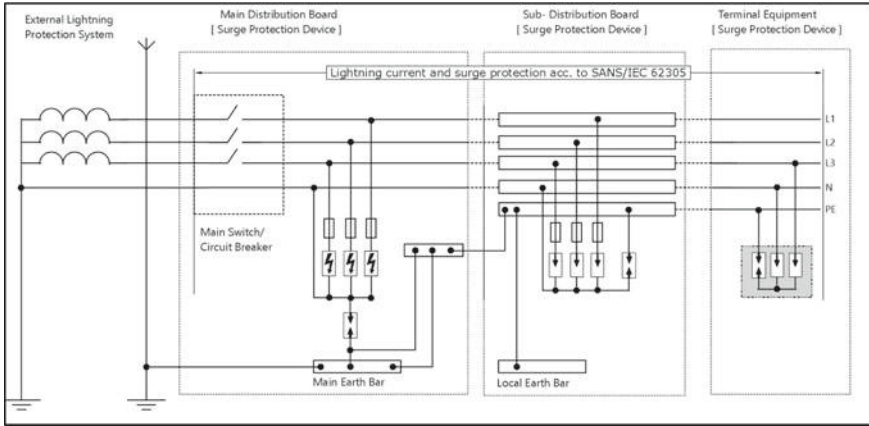 External Lightning
Protection System
Main Distribution Board
[ Surge Protection Device ]
Sub- Distribution Board
[ Surge Protection Device ]
Terminal Equipment
[ Surge Protection Device ]
Lightning current and surge protection acc. to SANS/IEC 62305
L1
L2
L3
N
PE
Main Switch/
Circuit Breaker
Main Earth Bar
Local Earth Bar